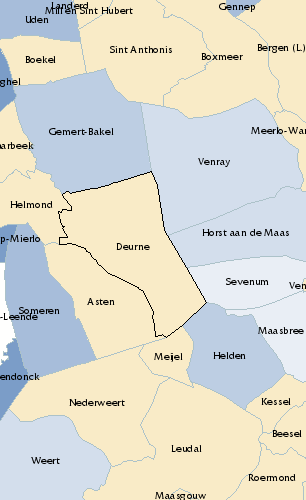 Landerd
Mill en Sint Hubert
Gennep
Uden
Sint Anthonis
Bergen (L.)
Boekel
Boxmeer
ghel
Gemert-Bakel
Meerlo-Wan
arbeek
Venray
Helmond
Horst aan de Maas
p-Mierlo
Deurne
Sevenum
Ven
Asten
Someren
-Leende
Maasbree
Meijel
Helden
endonck
Nederweert
Kessel
Beesel
Leudal
Weert
Roermond
Maasgouw